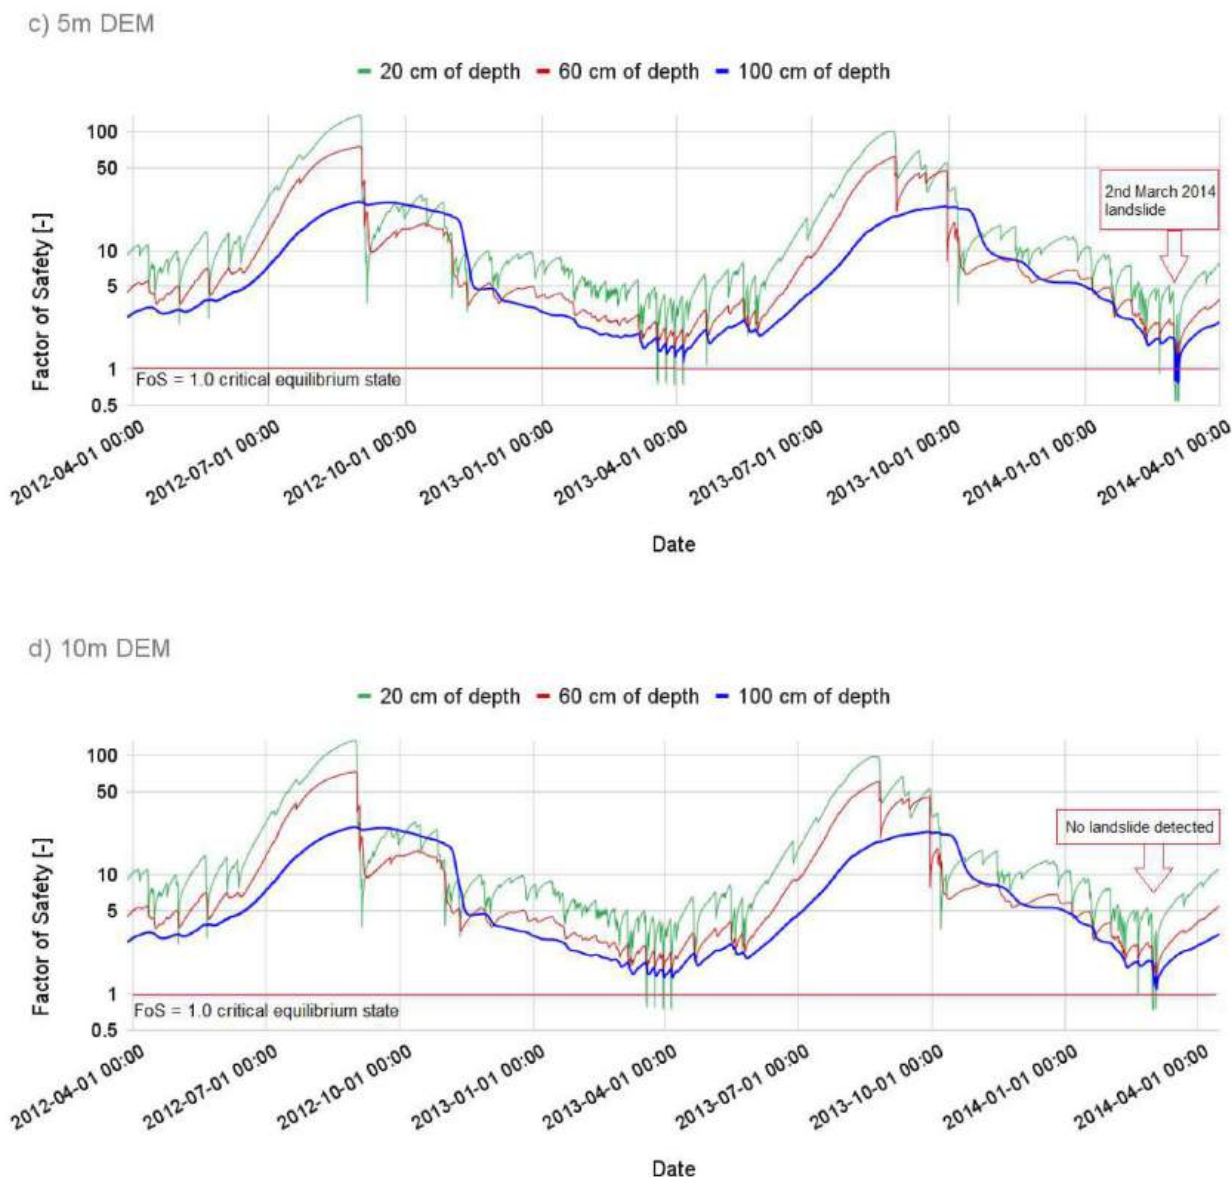 c) 5m DEM
20 cm of depth 60 cm of depth 100 cm of depth
Factor of Safety [-]
100
50
10
5
1
0.5
2nd March 2014
landslide
FoS = 1.0 critical equilibrium state
2012-04-01 00:00
2012-07-01 00:00
2012-10-01 00:00
2013-01-01 00:00
2013-04-01 00:00
2013-07-01 00:00
2013-10-01 00:00
2014-01-01 00:00
2014-04-01 00:00
Date
d) 10m DEM
20 cm of depth 60 cm of depth 100 cm of depth
Factor of Safety [-]
100
50
10
5
1
0.5
No landslide detected
FoS = 1.0 critical equilibrium state
2012-04-01 00:00
2012-07-01 00:00
2012-10-01 00:00
2013-01-01 00:00
2013-04-01 00:00
2013-07-01 00:00
2013-10-01 00:00
2014-01-01 00:00
2014-04-01 00:00
Date